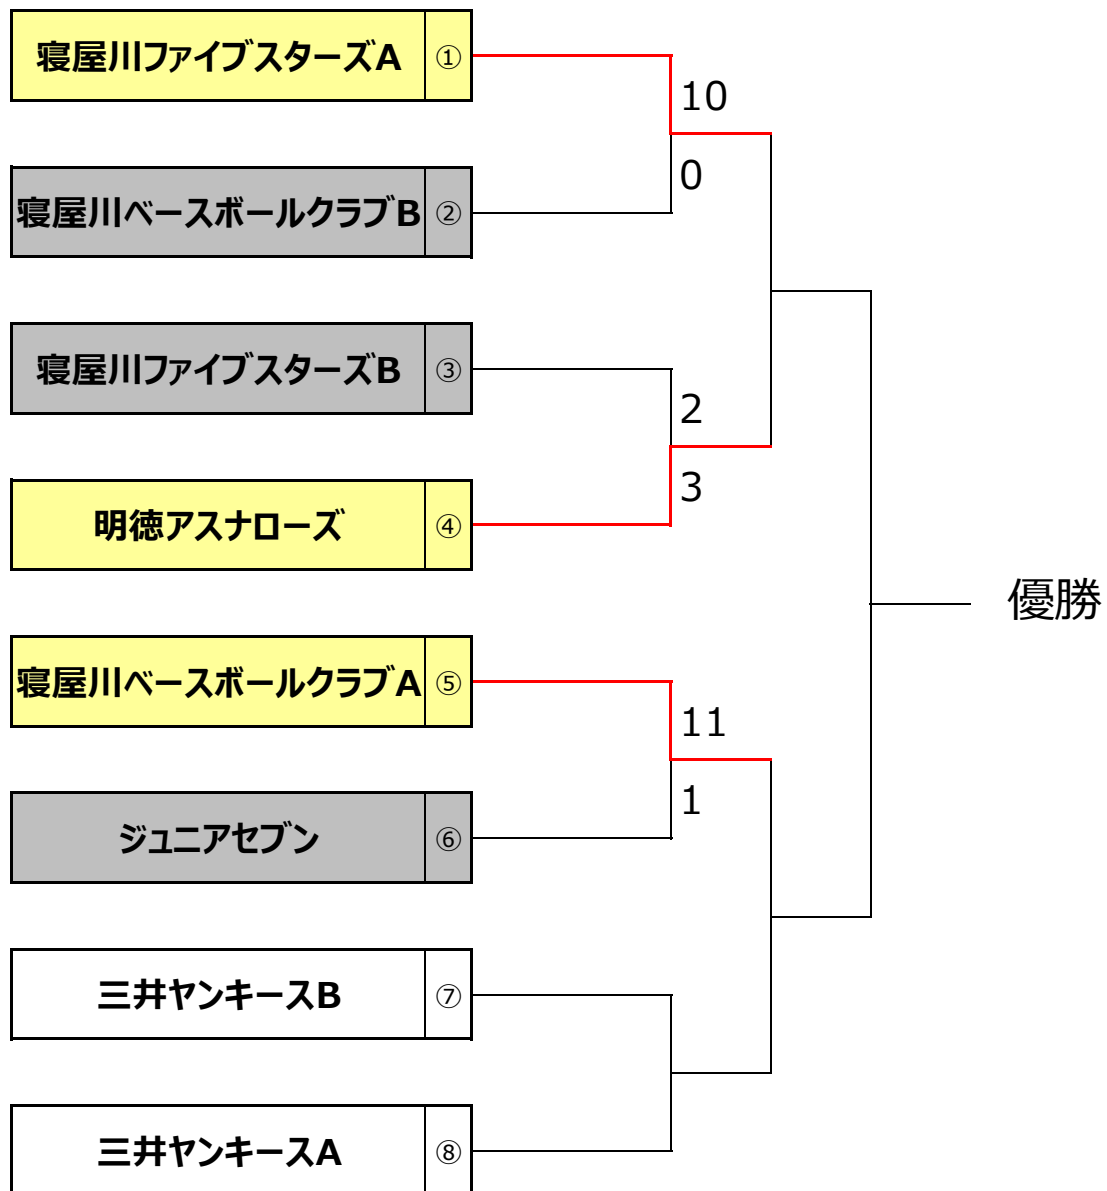 寝屋川ファイブスターズA ①
10
0
寝屋川ベースボールクラブB ②
寝屋川ファイブスターズB ③
2
3
明徳アスナローズ ④
優勝
寝屋川ベースボールクラブA ⑤
11
1
ジュニアセブン ⑥
三井ヤンキースB ⑦
三井ヤンキースA ⑧